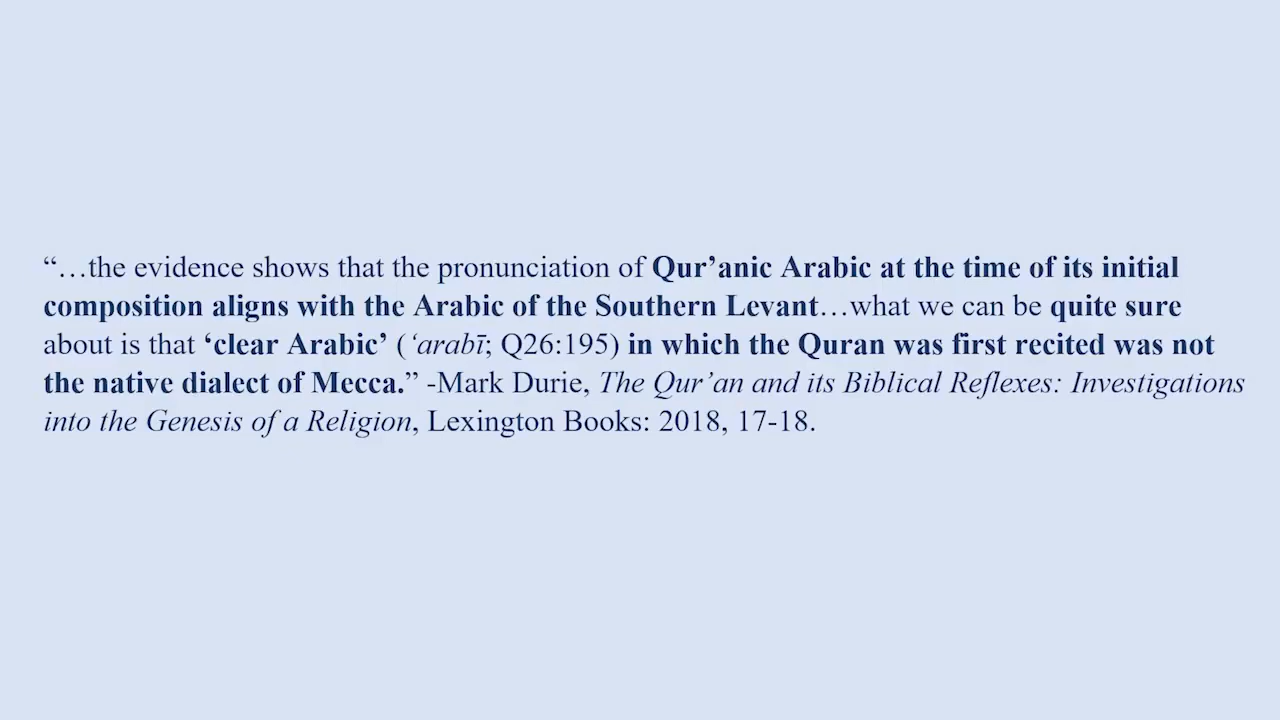 “…the evidence shows that the pronunciation of Qur’anic Arabic at the time of its initial
composition aligns with the Arabic of the Southern Levant…what we can be quite sure
about is that ‘clear Arabic’ (‘arabī; Q26:195) in which the Quran was first recited was not
the native dialect of Mecca.” -Mark Durie, The Qur’an and its Biblical Reflexes: Investigations
into the Genesis of a Religion, Lexington Books: 2018, 17-18.